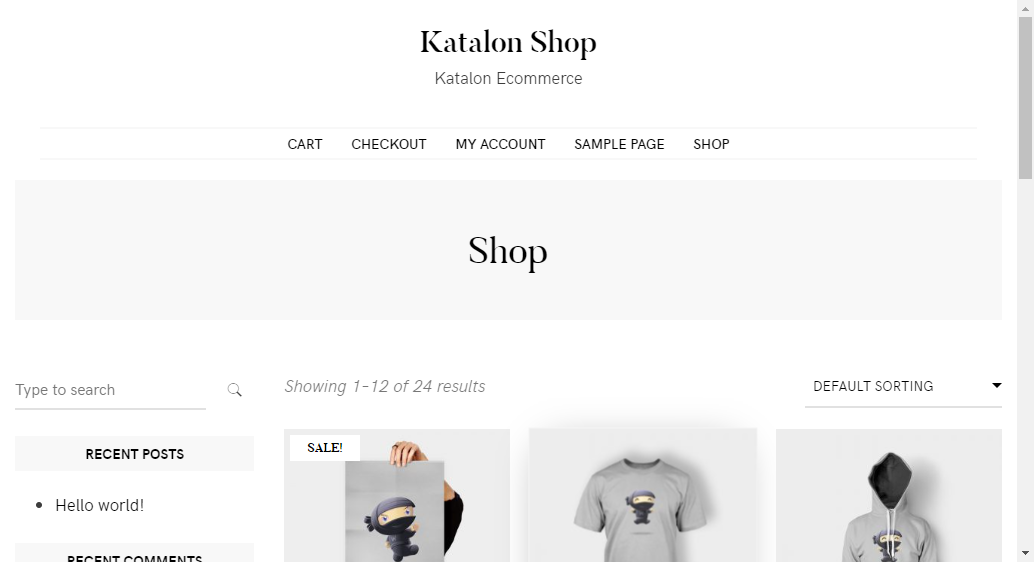 Katalon Shop
Katalon Ecommerce
CART CHECKOUT MY ACCOUNT SAMPLE PAGE SHOP
Shop
Type to search
Showing 1–12 of 24 results
DEFAULT SORTING
RECENT POSTS
Hello world!
RECENT COMMENTS
SALE!